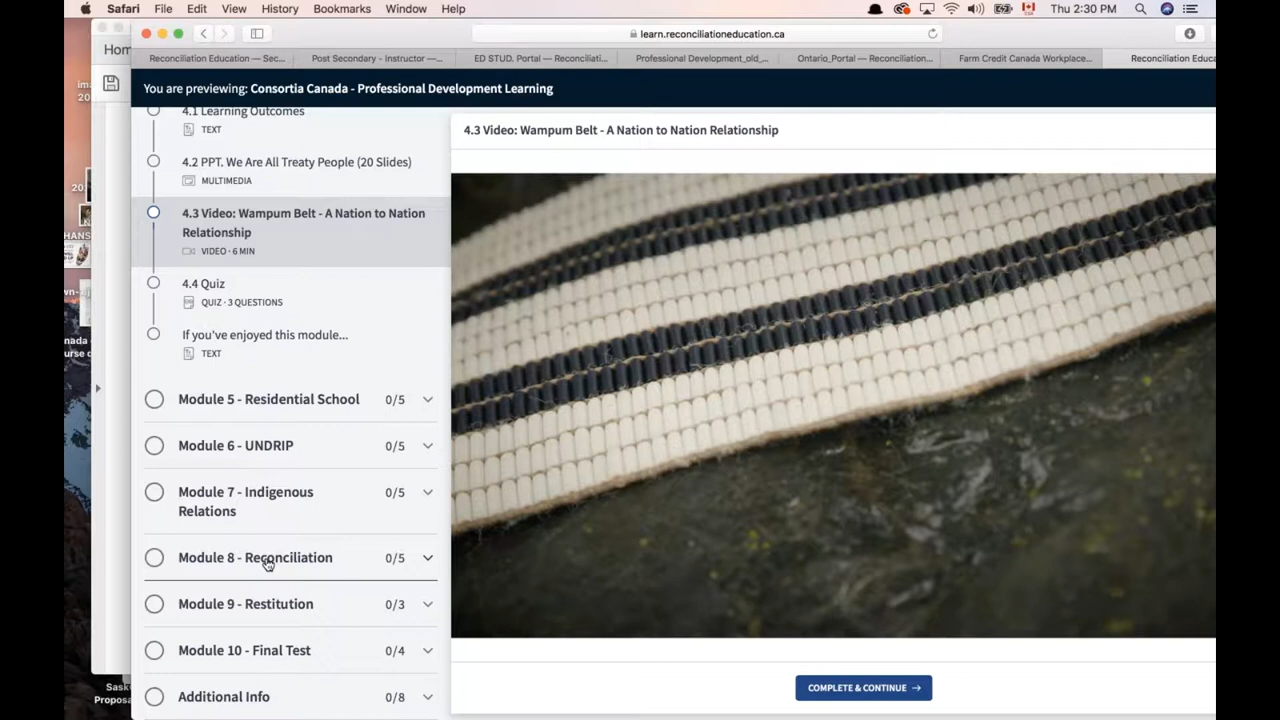 Safari File Edit View History Bookmarks Window Help Thu 2:30 PM
Hom
learn.reconciliationeducation.ca
Reconciliation Education — Sec...
Post Secondary - Instructor —...
ED STUD. Portal — Reconciliati...
Professional Development_old_...
Ontario_Portal — Reconciliation...
Farm Credit Canada Workplace...
Reconciliation Educa
You are previewing: Consortia Canada - Professional Development Learning
4.1 Learning Outcomes
TEXT
4.2 PPT. We Are All Treaty People (20 Slides)
MULTIMEDIA
4.3 Video: Wampum Belt - A Nation to Nation
Relationship
VIDEO · 6 MIN
4.4 Quiz
QUIZ · 3 QUESTIONS
If you've enjoyed this module...
TEXT
Module 5 - Residential School 0/5
Module 6 - UNDRIP 0/5
Module 7 - Indigenous 0/5
Relations
Module 8 - Reconciliation 0/5
Module 9 - Restitution 0/3
Module 10 - Final Test 0/4
Additional Info 0/8
4.3 Video: Wampum Belt - A Nation to Nation Relationship
COMPLETE & CONTINUE →